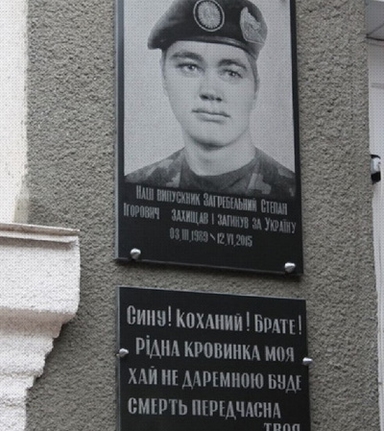 Наш випускник Загребельний Степан
Ігорович захищав і загинув за Україну
03.III.1989 ~ 12.VI.2015
Сину! Коханий! Брате!
Рідна кровинка моя
Хай не даремною буде
смерть передчасна
твоя